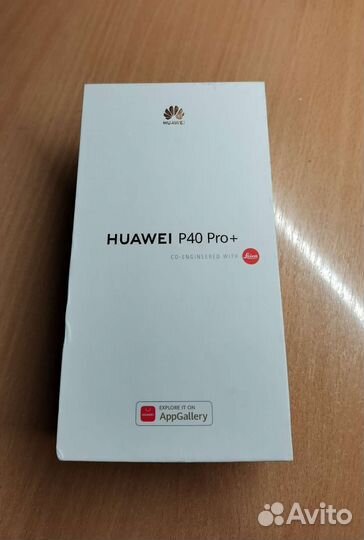 HUAWEI
HUAWEI P40 Pro+
CO-ENGINEERED WITH Leica
EXPLORE IT ON
HUAWEI AppGallery
Avito